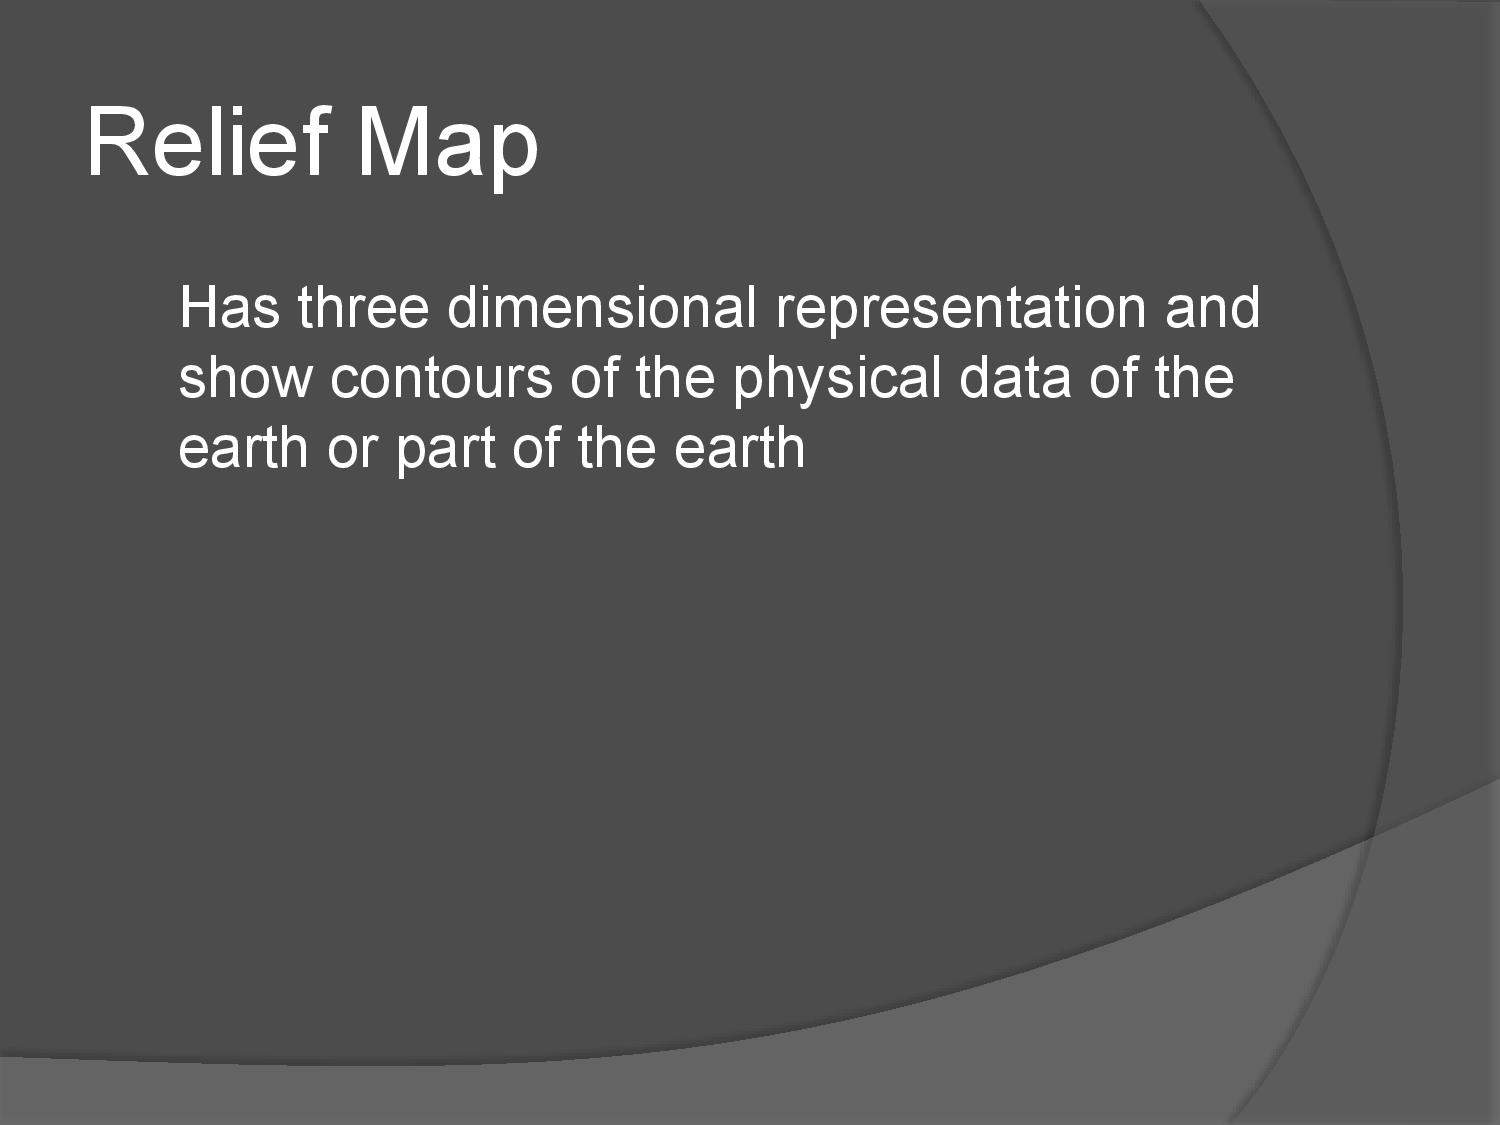 Relief Map
Has three dimensional representation and
show contours of the physical data of the
earth or part of the earth